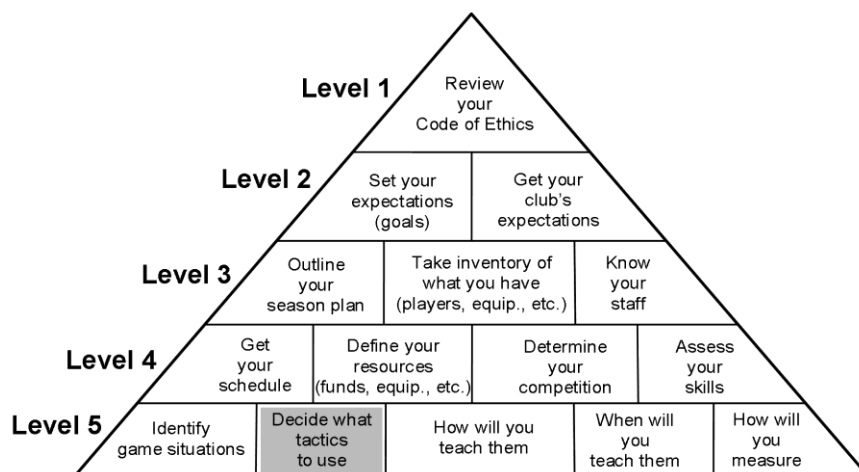 Level 1
Review
your
Code of Ethics
Level 2
Set your
expectations
(goals)
Get your
club's
expectations
Level 3
Outline
your
season plan
Take inventory of
what you have
(players, equip., etc.)
Know
your
staff
Level 4
Get
your
schedule
Define your
resources
(funds, equip., etc.)
Determine
your
competition
Assess
your
skills
Level 5
Identify
game situations
Decide what
tactics
to use
How will you
teach them
When will
you
teach them
How will
you
measure